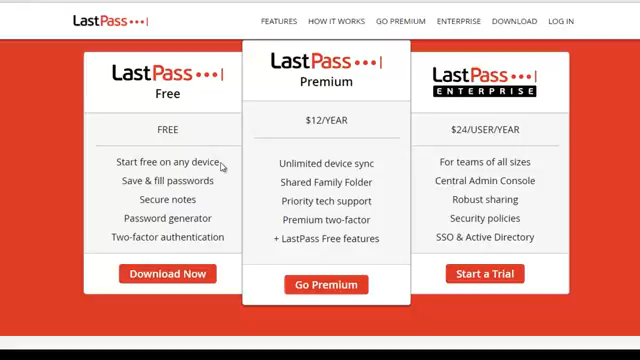 LastPass
FEATURES HOW IT WORKS GO PREMIUM ENTERPRISE DOWNLOAD LOG IN
LastPass
Free
FREE
Start free on any device
Save & fill passwords
Secure notes
Password generator
Two-factor authentication
Download Now
LastPass
Premium
$12/YEAR
Unlimited device sync
Shared Family Folder
Priority tech support
Premium two-factor
+ LastPass Free features
Go Premium
LastPass
ENTERPRISE
$24/USER/YEAR
For teams of all sizes
Central Admin Console
Robust sharing
Security policies
SSO & Active Directory
Start a Trial